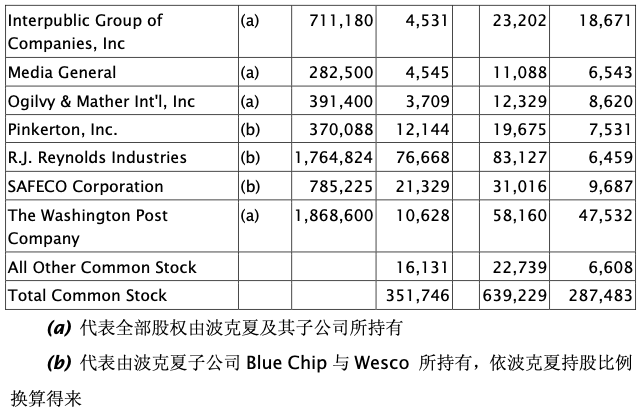 Interpublic Group of (a) 711,180 4,531 23,202 18,671
Companies, Inc
Media General (a) 282,500 4,545 11,088 6,543
Ogilvy & Mather Int'l, Inc (a) 391,400 3,709 12,329 8,620
Pinkerton, Inc. (b) 370,088 12,144 19,675 7,531
R.J. Reynolds Industries (b) 1,764,824 76,668 83,127 6,459
SAFECO Corporation (b) 785,225 21,329 31,016 9,687
The Washington Post (a) 1,868,600 10,628 58,160 47,532
Company
All Other Common Stock 16,131 22,739 6,608
Total Common Stock 351,746 639,229 287,483
(a) 代表全部股权由波克夏及其子公司所持有
(b) 代表由波克夏子公司 Blue Chip 与 Wesco 所持有，依波克夏持股比例
换算得来